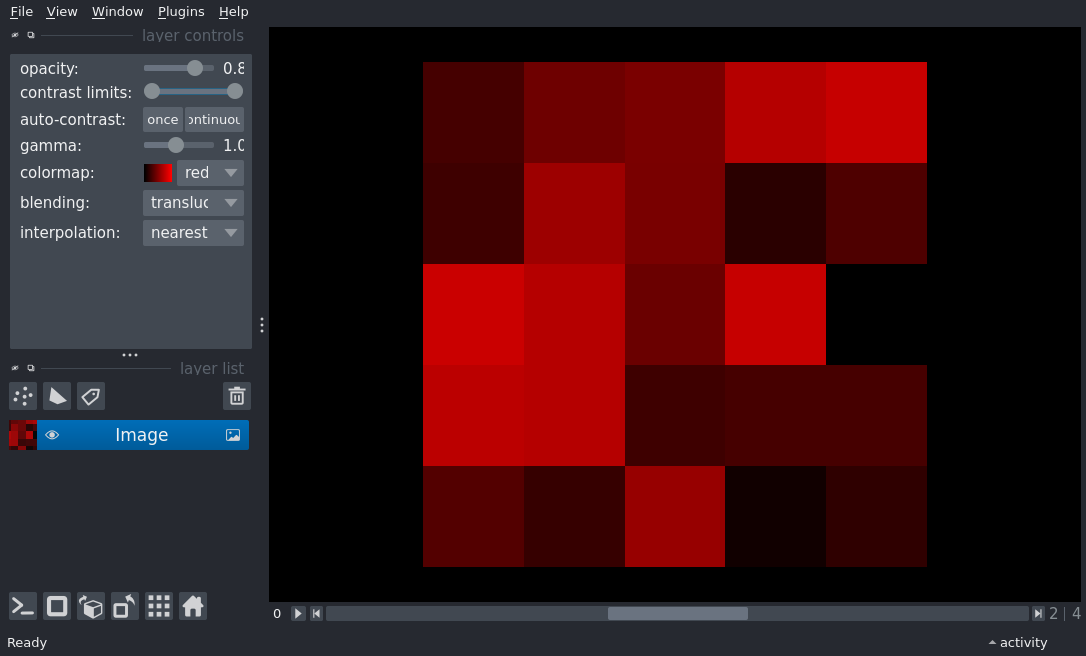 File View Window Plugins Help
layer controls
opacity: 0.8
contrast limits:
auto-contrast: once ontinuou
gamma: 1.0
colormap: red
blending: transluc
interpolation: nearest
layer list
Image
0 2 | 4
Ready activity